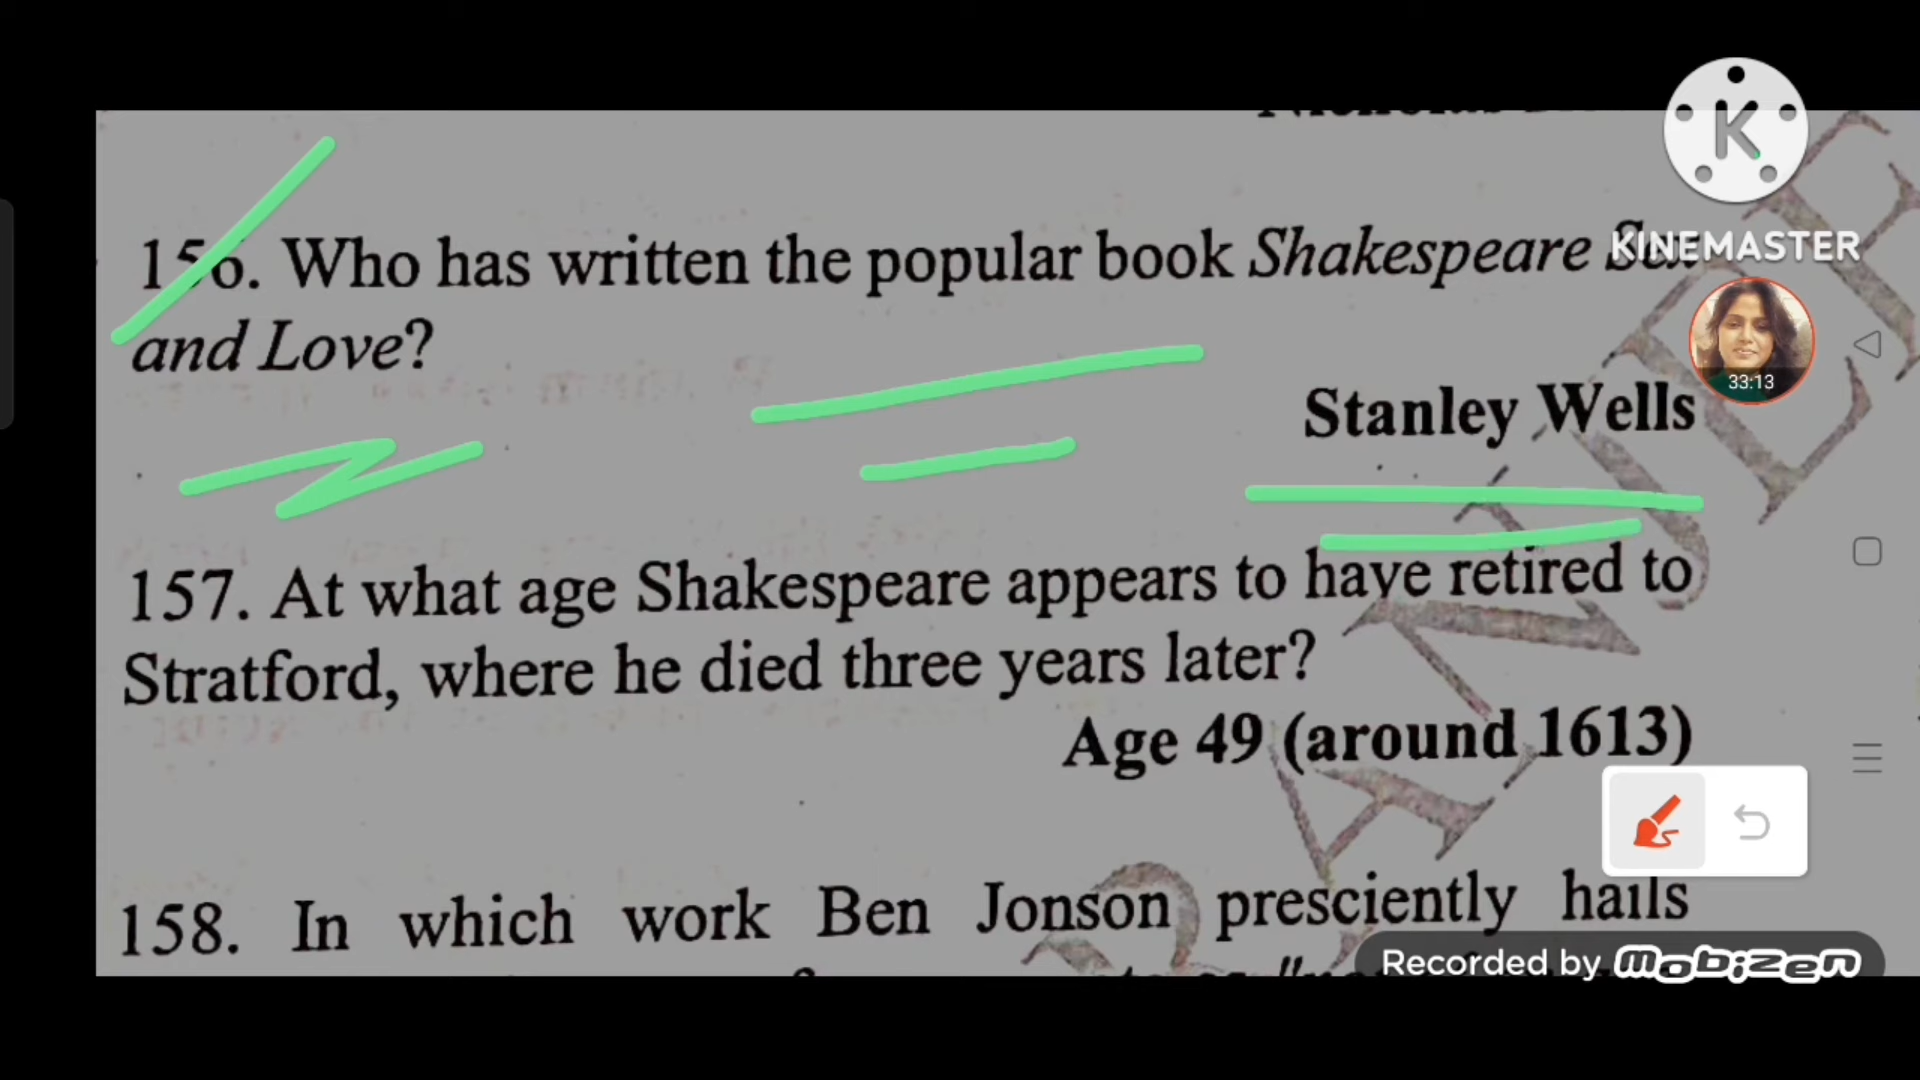 KINEMASTER
156. Who has written the popular book Shakespeare Sex
and Love?
33:13
Stanley Wells
157. At what age Shakespeare appears to have retired to
Stratford, where he died three years later?
Age 49 (around 1613)
158. In which work Ben Jonson presciently hails
Recorded by Mobizen